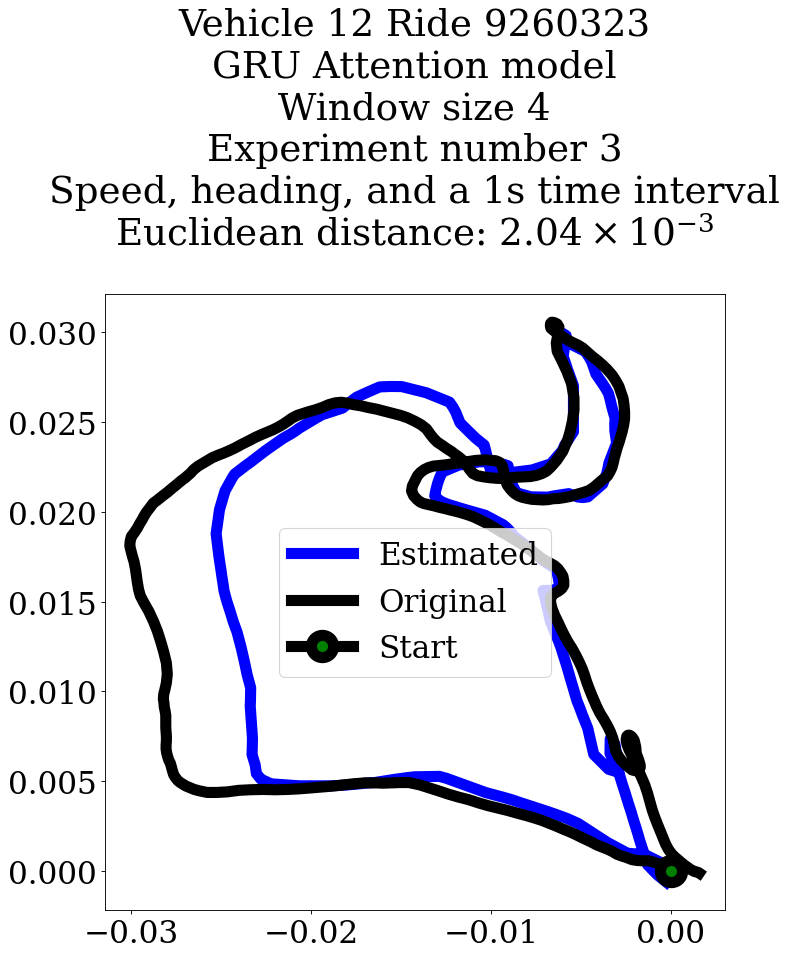 Vehicle 12 Ride 9260323
GRU Attention model
Window size 4
Experiment number 3
Speed, heading, and a 1s time interval
Euclidean distance: 2.04 × 10⁻³
0.030
0.025
0.020
0.015
0.010
0.005
0.000
Estimated
Original
Start
−0.03 −0.02 −0.01 0.00